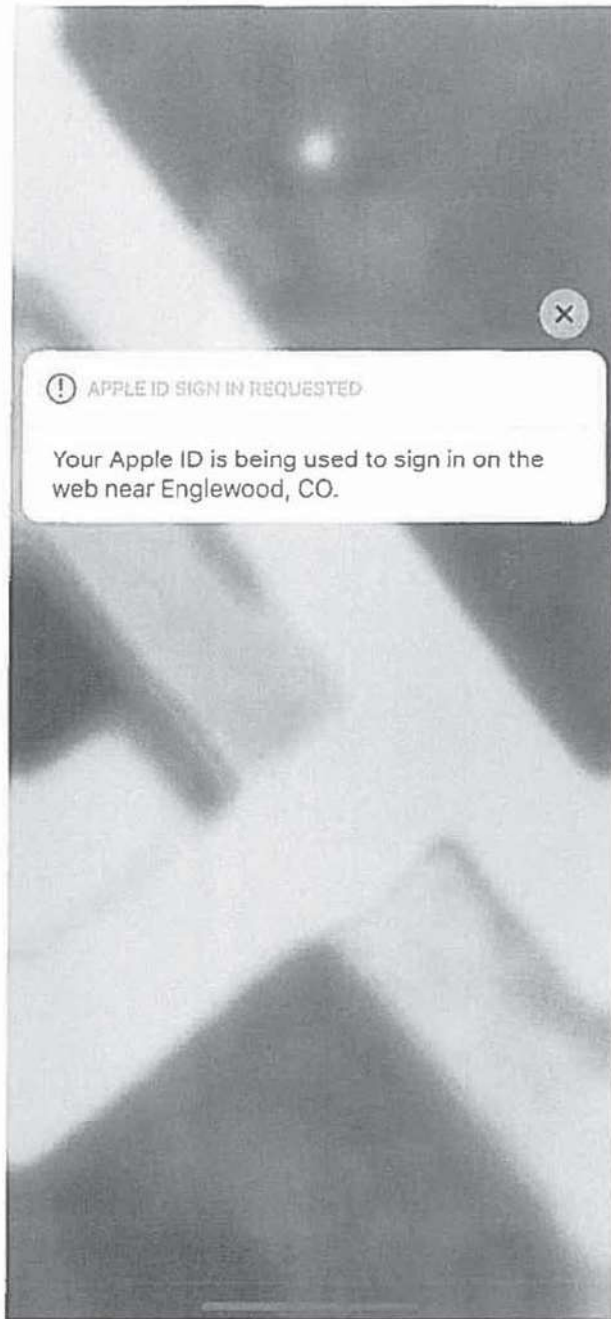 APPLE ID SIGN IN REQUESTED
Your Apple ID is being used to sign in on the
web near Englewood, CO.